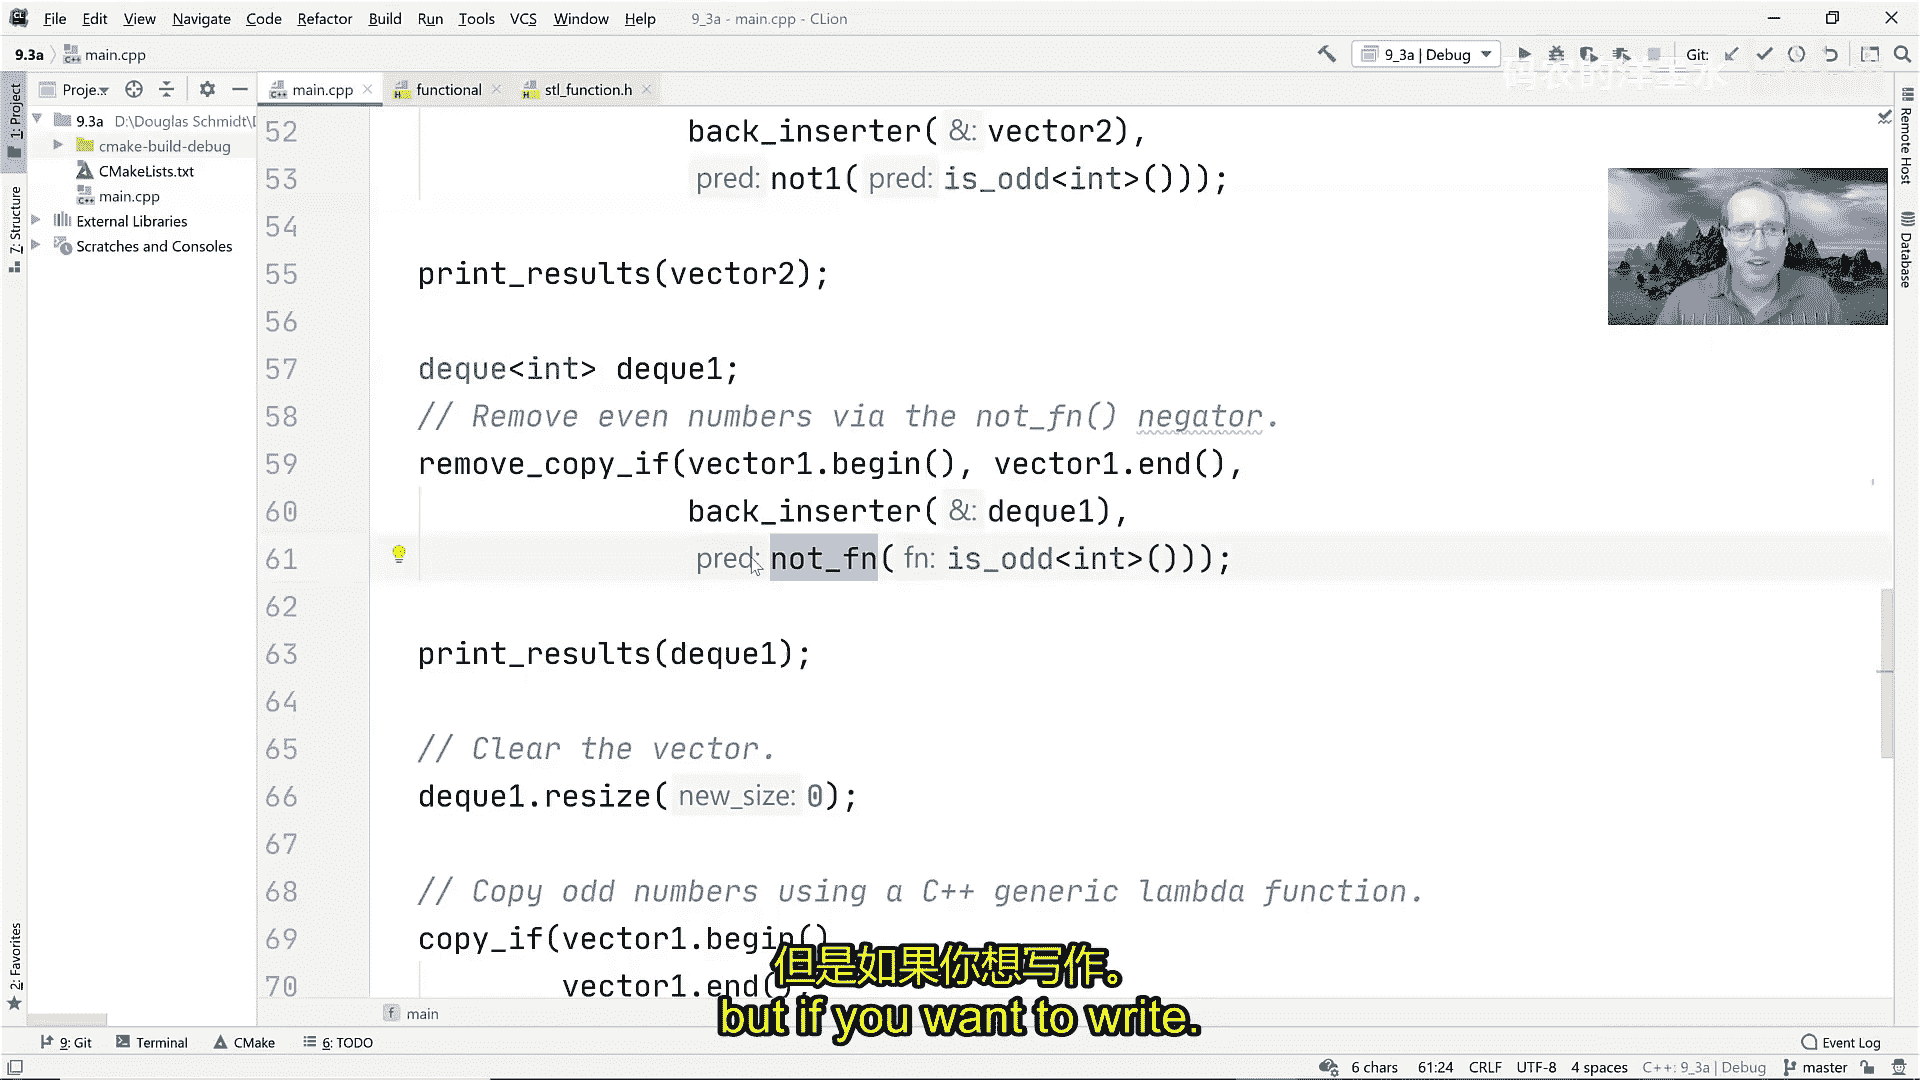 File Edit View Navigate Code Refactor Build Run Tools VCS Window Help 9_3a - main.cpp - CLion
9.3a main.cpp 9_3a | Debug Git:
码农的洋墨水
1: Project
Proje... main.cpp functional stl_function.h
9.3a D:\Douglas Schmidt\
cmake-build-debug
CMakeLists.txt
main.cpp
External Libraries
Scratches and Consoles
7: Structure
2: Favorites
Remote Host
Database
52 back_inserter( &: vector2),
53 pred: not1( pred: is_odd<int>()));
54
55 print_results(vector2);
56
57 deque<int> deque1;
58 // Remove even numbers via the not_fn() negator.
59 remove_copy_if(vector1.begin(), vector1.end(),
60 back_inserter( &: deque1),
61 pred: not_fn( fn: is_odd<int>()));
62
63 print_results(deque1);
64
65 // Clear the vector.
66 deque1.resize( new_size: 0);
67
68 // Copy odd numbers using a C++ generic lambda function.
69 copy_if(vector1.begin()
70 vector1.end(),
但是如果你想写作。
but if you want to write.
main
9: Git Terminal CMake 6: TODO Event Log
6 chars 61:24 CRLF UTF-8 4 spaces C++: 9_3a | Debug master